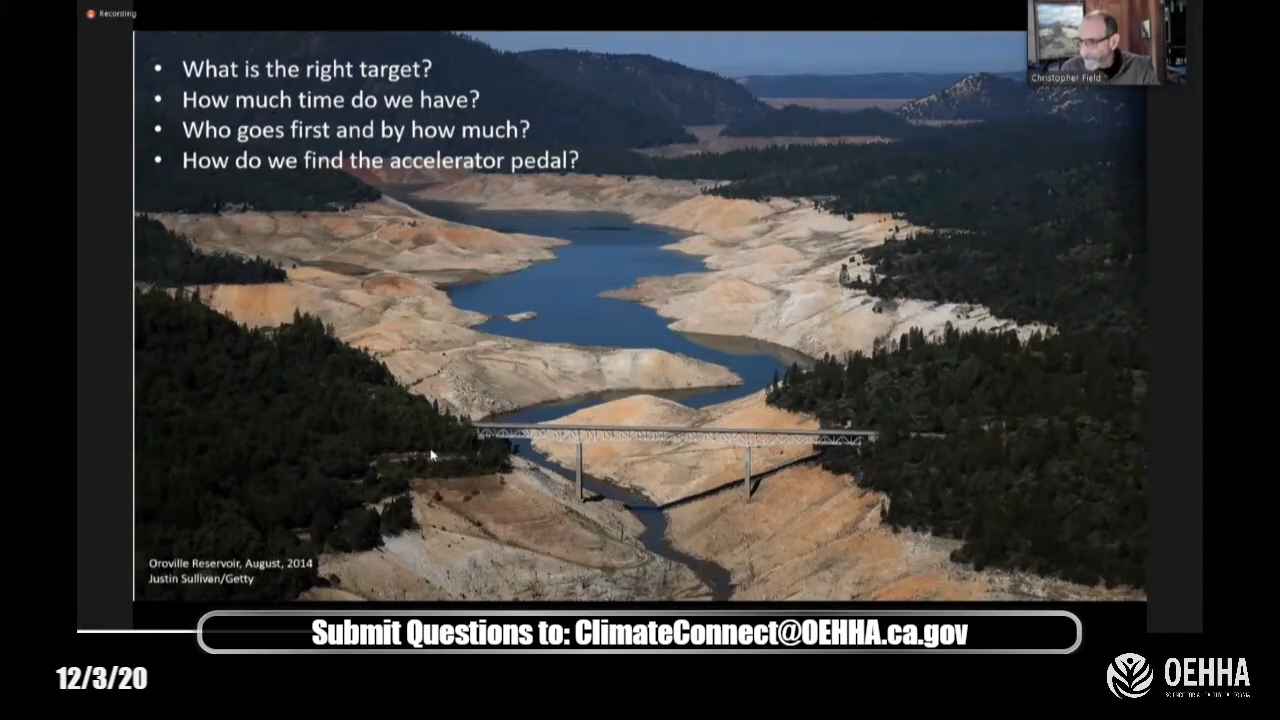 Recording
• What is the right target?
• How much time do we have?
• Who goes first and by how much?
• How do we find the accelerator pedal?
Christopher Field
Oroville Reservoir, August, 2014
Justin Sullivan/Getty
Submit Questions to: ClimateConnect@OEHHA.ca.gov
12/3/20
OEHHA